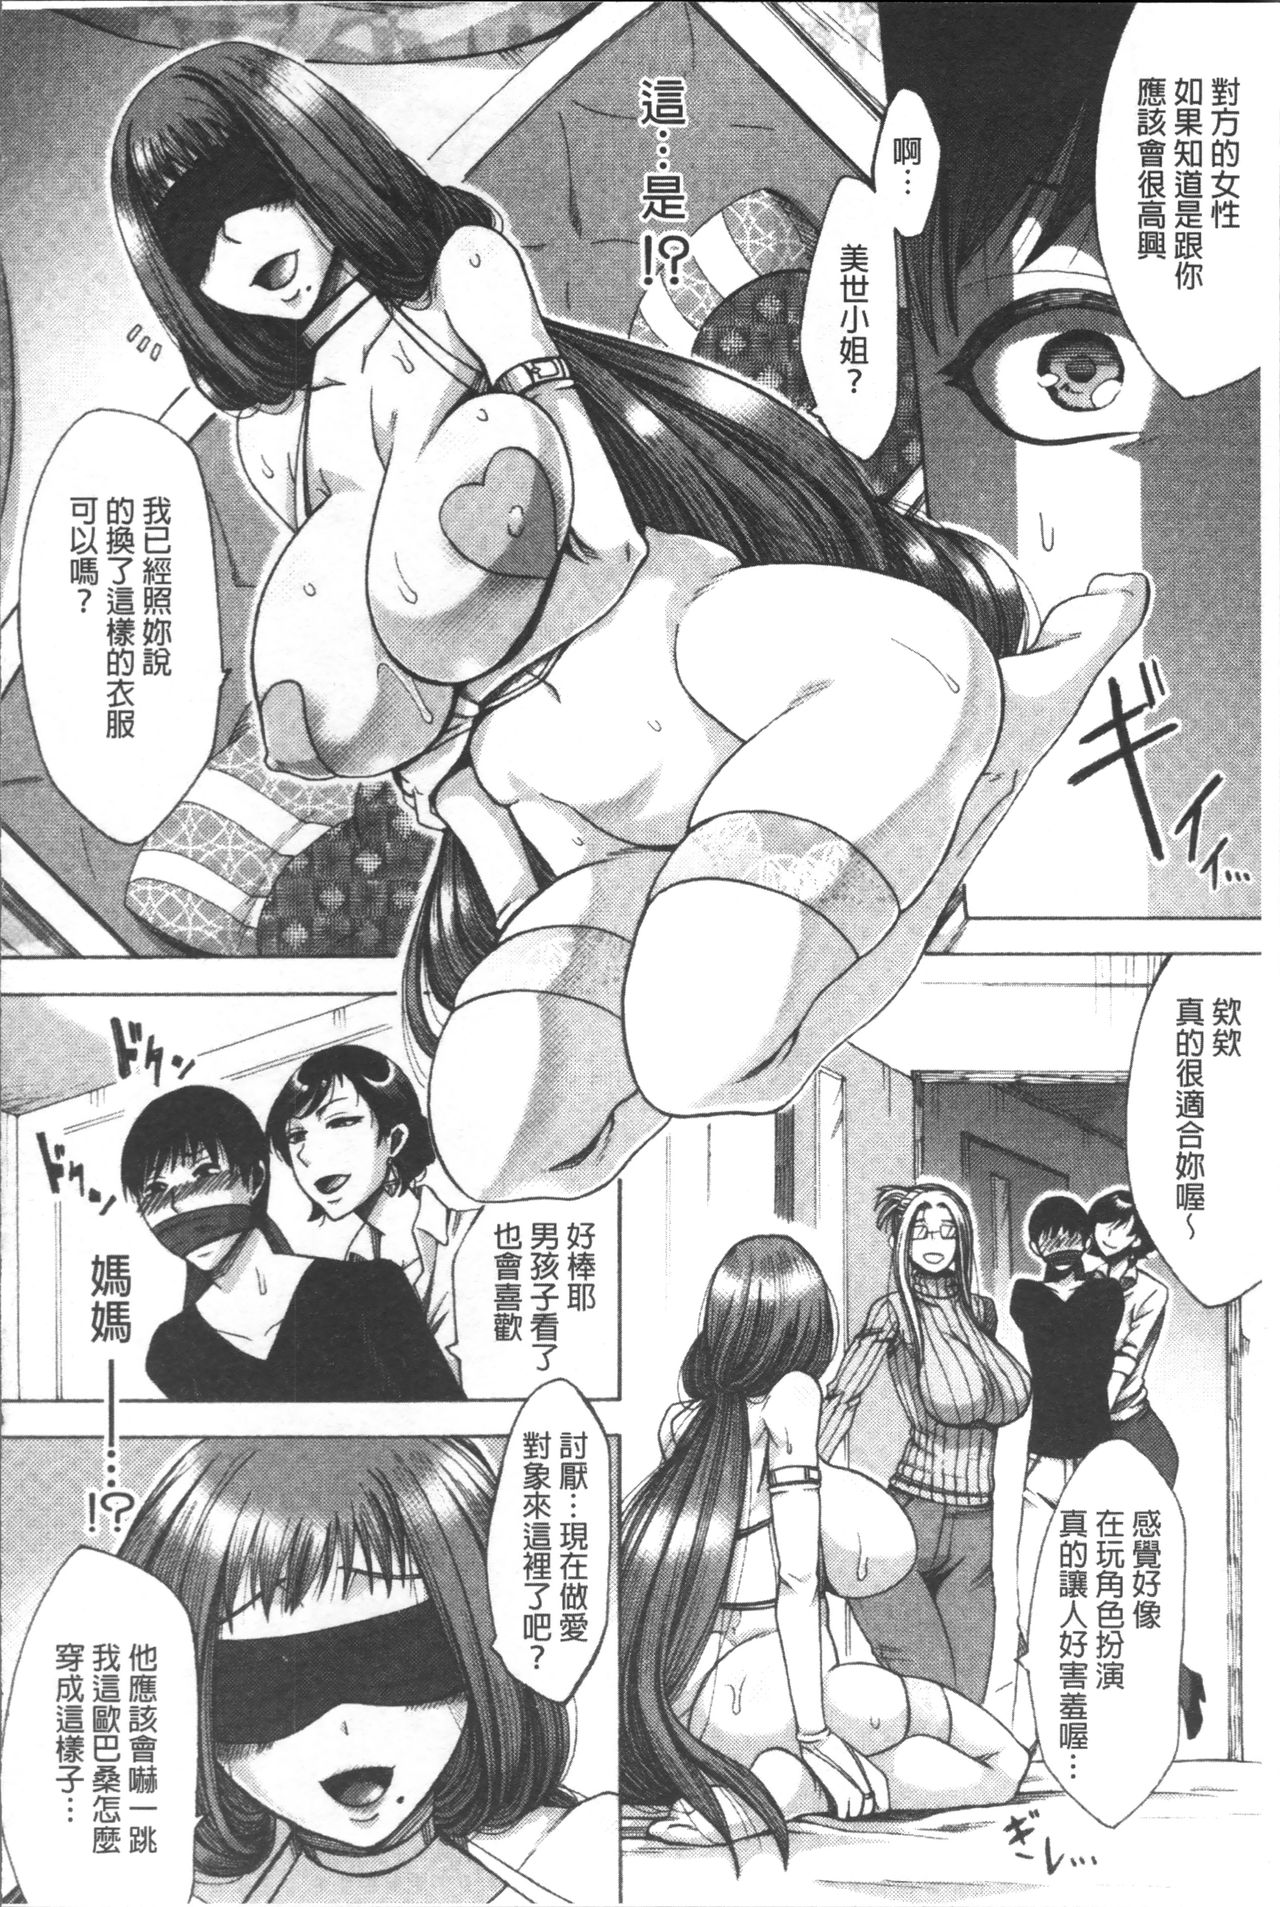 對方的女性
如果知道是跟你
應該會很高興
啊…
美世小姐？
這…是!?
我已經照妳說
的換了這樣的衣服
可以嗎？
ギイイ…
欸欸
真的很適合妳喔～
感覺好像
在玩角色扮演
真的讓人好害羞喔…
ぎい…
好棒耶
男孩子看了
也會喜歡
ドクン
ドクン
媽媽——…!?
討厭…現在做愛
對象來這裡了吧？
他應該會嚇一跳
我這歐巴桑怎麼
穿成這樣子…